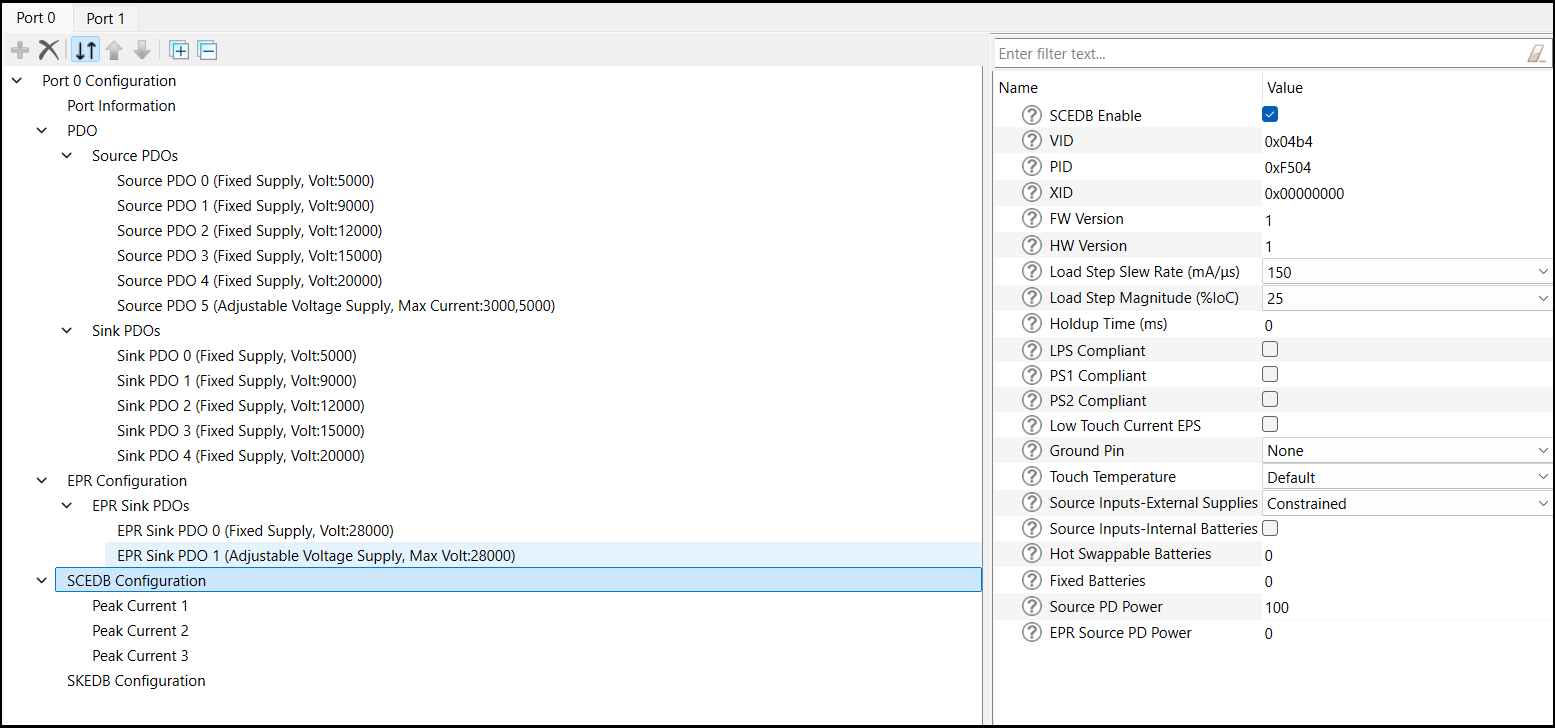 Port 0 Port 1
Port 0 Configuration
Port Information
PDO
Source PDOs
Source PDO 0 (Fixed Supply, Volt:5000)
Source PDO 1 (Fixed Supply, Volt:9000)
Source PDO 2 (Fixed Supply, Volt:12000)
Source PDO 3 (Fixed Supply, Volt:15000)
Source PDO 4 (Fixed Supply, Volt:20000)
Source PDO 5 (Adjustable Voltage Supply, Max Current:3000,5000)
Sink PDOs
Sink PDO 0 (Fixed Supply, Volt:5000)
Sink PDO 1 (Fixed Supply, Volt:9000)
Sink PDO 2 (Fixed Supply, Volt:12000)
Sink PDO 3 (Fixed Supply, Volt:15000)
Sink PDO 4 (Fixed Supply, Volt:20000)
EPR Configuration
EPR Sink PDOs
EPR Sink PDO 0 (Fixed Supply, Volt:28000)
EPR Sink PDO 1 (Adjustable Voltage Supply, Max Volt:28000)
SCEDB Configuration
Peak Current 1
Peak Current 2
Peak Current 3
SKEDB Configuration
Enter filter text...
Name Value
? SCEDB Enable
? VID 0x04b4
? PID 0xF504
? XID 0x00000000
? FW Version 1
? HW Version 1
? Load Step Slew Rate (mA/µs) 150
? Load Step Magnitude (%IoC) 25
? Holdup Time (ms) 0
? LPS Compliant
? PS1 Compliant
? PS2 Compliant
? Low Touch Current EPS
? Ground Pin None
? Touch Temperature Default
? Source Inputs-External Supplies Constrained
? Source Inputs-Internal Batteries
? Hot Swappable Batteries 0
? Fixed Batteries 0
? Source PD Power 100
? EPR Source PD Power 0